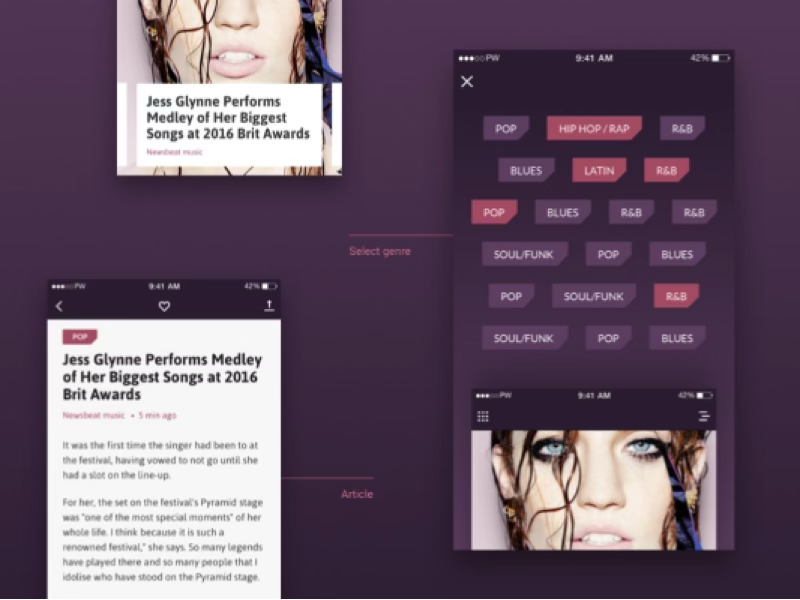 Jess Glynne Performs
Medley of Her Biggest
Songs at 2016 Brit Awards
Newsbeat music
PW 9:41 AM 42%
POP HIP HOP / RAP R&B
BLUES LATIN R&B
POP BLUES R&B R&B
SOUL/FUNK POP BLUES
POP SOUL/FUNK R&B
SOUL/FUNK POP BLUES
Select genre
PW 9:41 AM 42%
POP
Jess Glynne Performs Medley
of Her Biggest Songs at 2016
Brit Awards
Newsbeat music • 5 min ago
It was the first time the singer had been to at
the festival, having vowed to not go until she
had a slot on the line-up.
For her, the set on the festival's Pyramid stage
was "one of the most special moments" of her
whole life. I think because it is such a
renowned festival," she says. So many legends
have played there and so many people that I
idolise who have stood on the Pyramid stage.
Article
PW 9:41 AM 42%